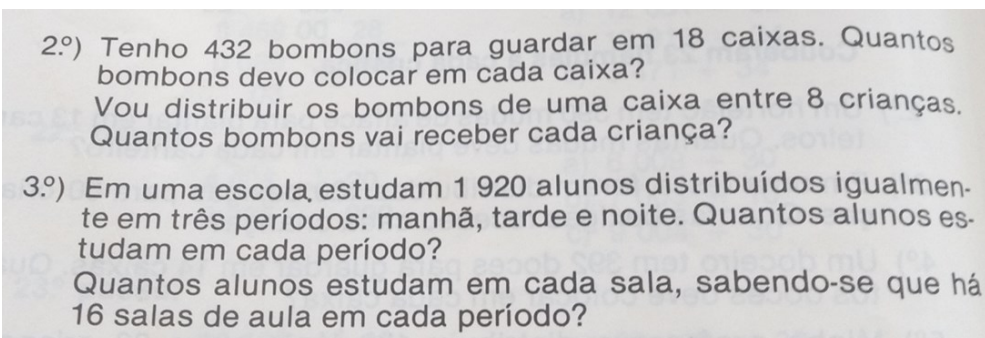 2º) Tenho 432 bombons para guardar em 18 caixas. Quantos
bombons devo colocar em cada caixa?
Vou distribuir os bombons de uma caixa entre 8 crianças.
Quantos bombons vai receber cada criança?
3º) Em uma escola estudam 1 920 alunos distribuídos igualmen-
te em três períodos: manhã, tarde e noite. Quantos alunos es-
tudam em cada período?
Quantos alunos estudam em cada sala, sabendo-se que há
16 salas de aula em cada período?